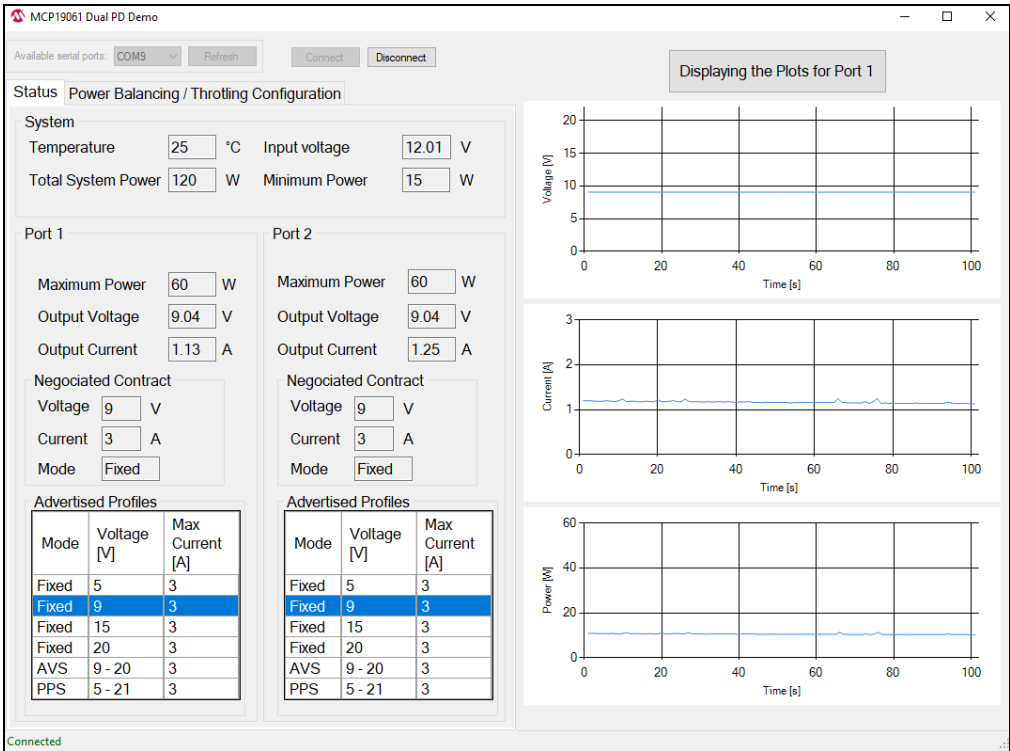 MCP19061 Dual PD Demo
Available serial ports: COM9 Refresh Connect Disconnect
Status Power Balancing / Throtling Configuration
System
Temperature 25 °C Input voltage 12.01 V
Total System Power 120 W Minimum Power 15 W
Port 1
Maximum Power 60 W
Output Voltage 9.04 V
Output Current 1.13 A
Negociated Contract
Voltage 9 V
Current 3 A
Mode Fixed
Advertised Profiles
Mode Voltage [V] Max Current [A]
Fixed 5 3
Fixed 9 3
Fixed 15 3
Fixed 20 3
AVS 9 - 20 3
PPS 5 - 21 3
Port 2
Maximum Power 60 W
Output Voltage 9.04 V
Output Current 1.25 A
Negociated Contract
Voltage 9 V
Current 3 A
Mode Fixed
Advertised Profiles
Mode Voltage [V] Max Current [A]
Fixed 5 3
Fixed 9 3
Fixed 15 3
Fixed 20 3
AVS 9 - 20 3
PPS 5 - 21 3
Displaying the Plots for Port 1
Voltage [V]
20
15
10
5
0
0 20 40 60 80 100
Time [s]
Current [A]
3
2
1
0
0 20 40 60 80 100
Time [s]
Power [W]
60
40
20
0
0 20 40 60 80 100
Time [s]
Connected